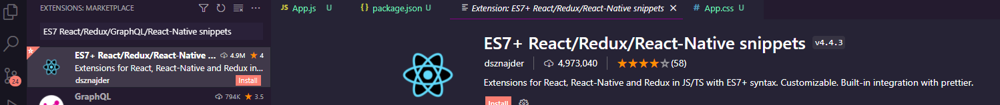 EXTENSIONS: MARKETPLACE
ES7 React/Redux/GraphQL/React-Native snippets
ES7+ React/Redux/React-Native ... 4.9M 4
Extensions for React, React-Native and Redux in...
dsznajder Install
GraphQL 794K 3.5
24
JS App.js U
{} package.json U
Extension: ES7+ React/Redux/React-Native snippets
# App.css U
ES7+ React/Redux/React-Native snippets v4.4.3
dsznajder 4,973,040 (58)
Extensions for React, React-Native and Redux in JS/TS with ES7+ syntax. Customizable. Built-in integration with prettier.
Install